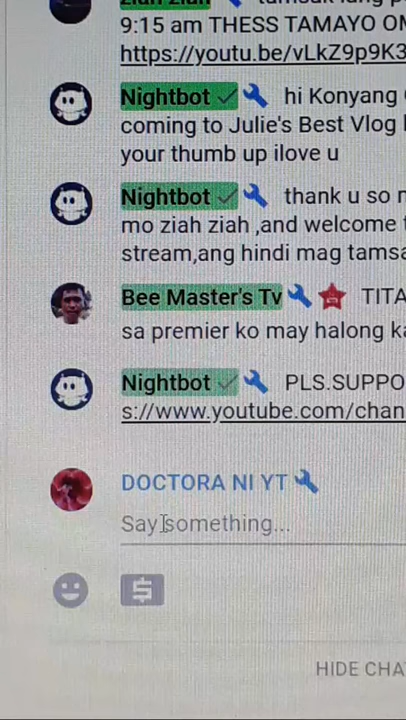 9:15 am THESS TAMAYO
https://youtu.be/vLkZ9p9K3
Nightbot hi Konyang
coming to Julie's Best Vlog
your thumb up ilove u
Nightbot thank u so
mo ziah ziah ,and welcome
stream,ang hindi mag tamsa
Bee Master's Tv TITA
sa premier ko may halong
Nightbot PLS.SUPPO
s://www.youtube.com/chan
DOCTORA NI YT
Say something...
HIDE CHA